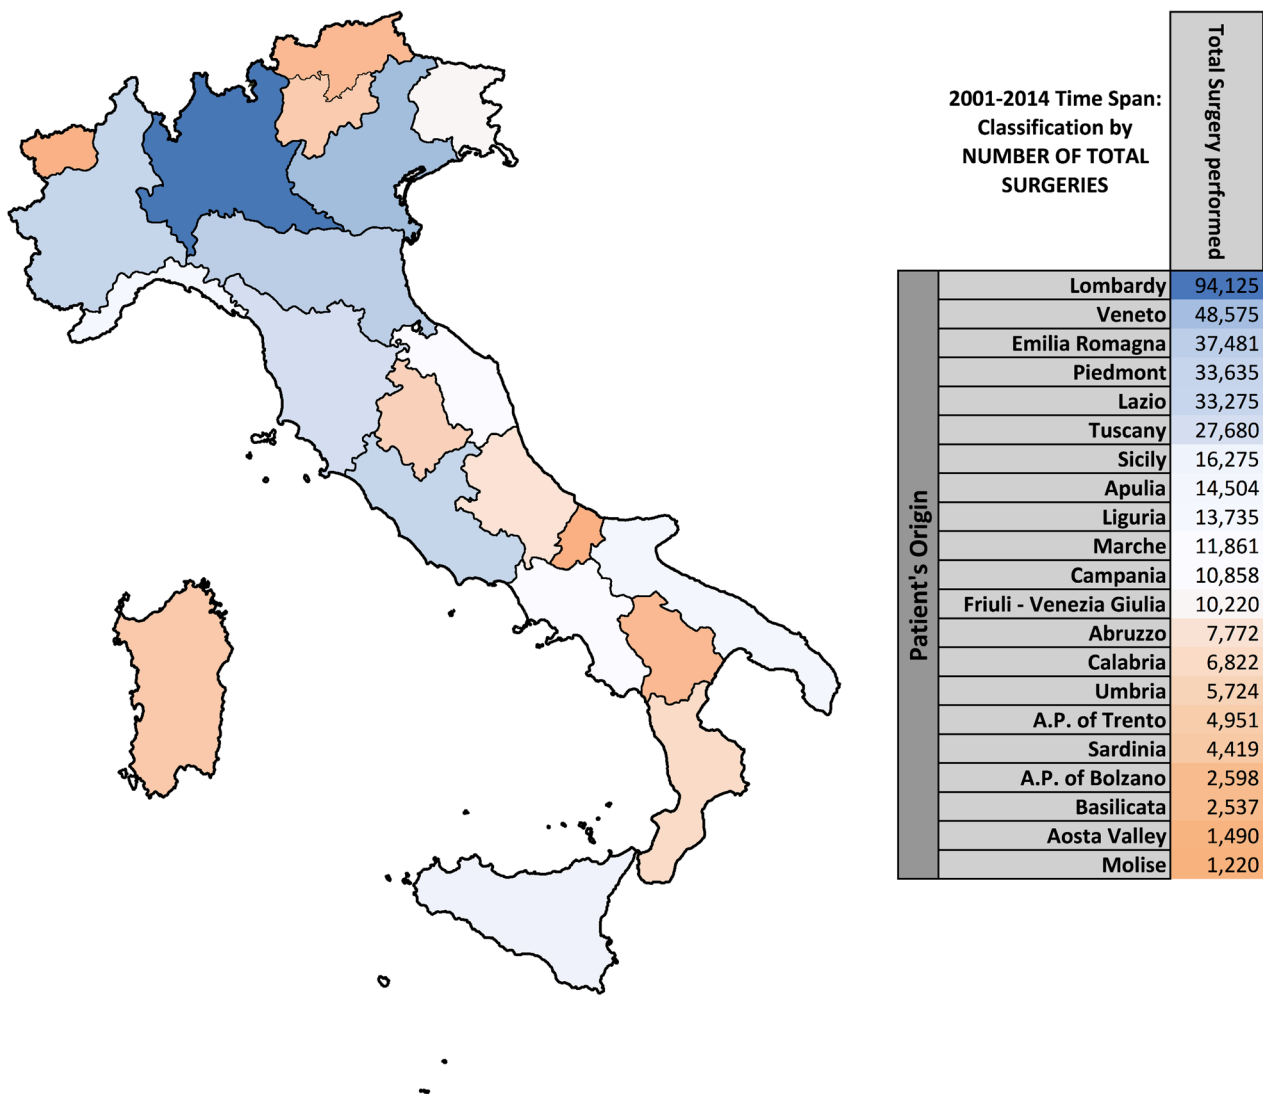 2001-2014 Time Span:
Classification by
NUMBER OF TOTAL
SURGERIES
Total Surgery performed
Patient's Origin
Lombardy 94,125
Veneto 48,575
Emilia Romagna 37,481
Piedmont 33,635
Lazio 33,275
Tuscany 27,680
Sicily 16,275
Apulia 14,504
Liguria 13,735
Marche 11,861
Campania 10,858
Friuli - Venezia Giulia 10,220
Abruzzo 7,772
Calabria 6,822
Umbria 5,724
A.P. of Trento 4,951
Sardinia 4,419
A.P. of Bolzano 2,598
Basilicata 2,537
Aosta Valley 1,490
Molise 1,220